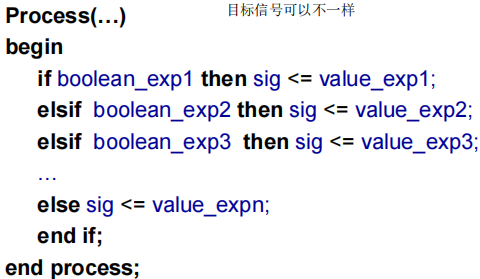 Process(…) 目标信号可以不一样
begin
if boolean_exp1 then sig <= value_exp1;
elsif boolean_exp2 then sig <= value_exp2;
elsif boolean_exp3 then sig <= value_exp3;
…
else sig <= value_expn;
end if;
end process;